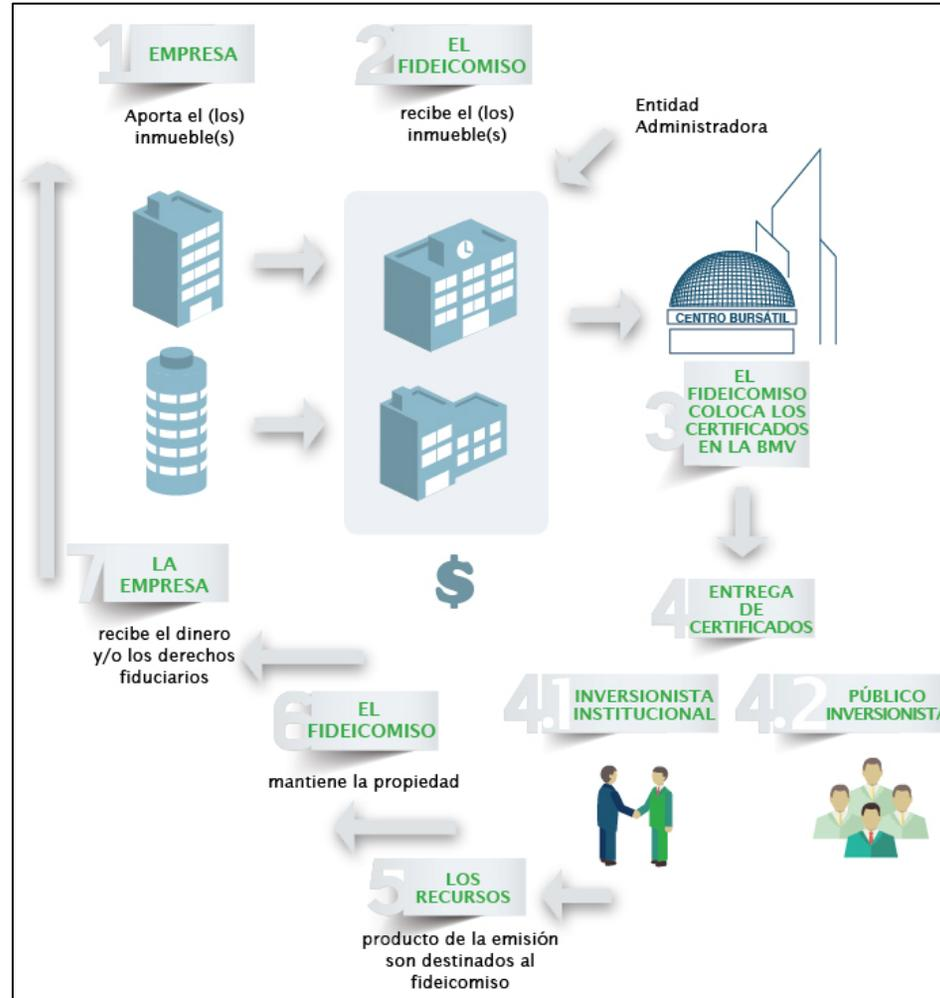 1 EMPRESA
Aporta el (los)
inmueble(s)
2 EL
FIDEICOMISO
recibe el (los)
inmueble(s)
Entidad
Administradora
CENTRO BURSÁTIL
3 EL
FIDEICOMISO
COLOCA LOS
CERTIFICADOS
EN LA BMV
4 ENTREGA
DE
CERTIFICADOS
4.1 INVERSIONISTA
INSTITUCIONAL
4.2 PÚBLICO
INVERSIONISTA
5 LOS
RECURSOS
producto de la emisión
son destinados al
fideicomiso
6 EL
FIDEICOMISO
mantiene la propiedad
7 LA
EMPRESA
recibe el dinero
y/o los derechos
fiduciarios
$